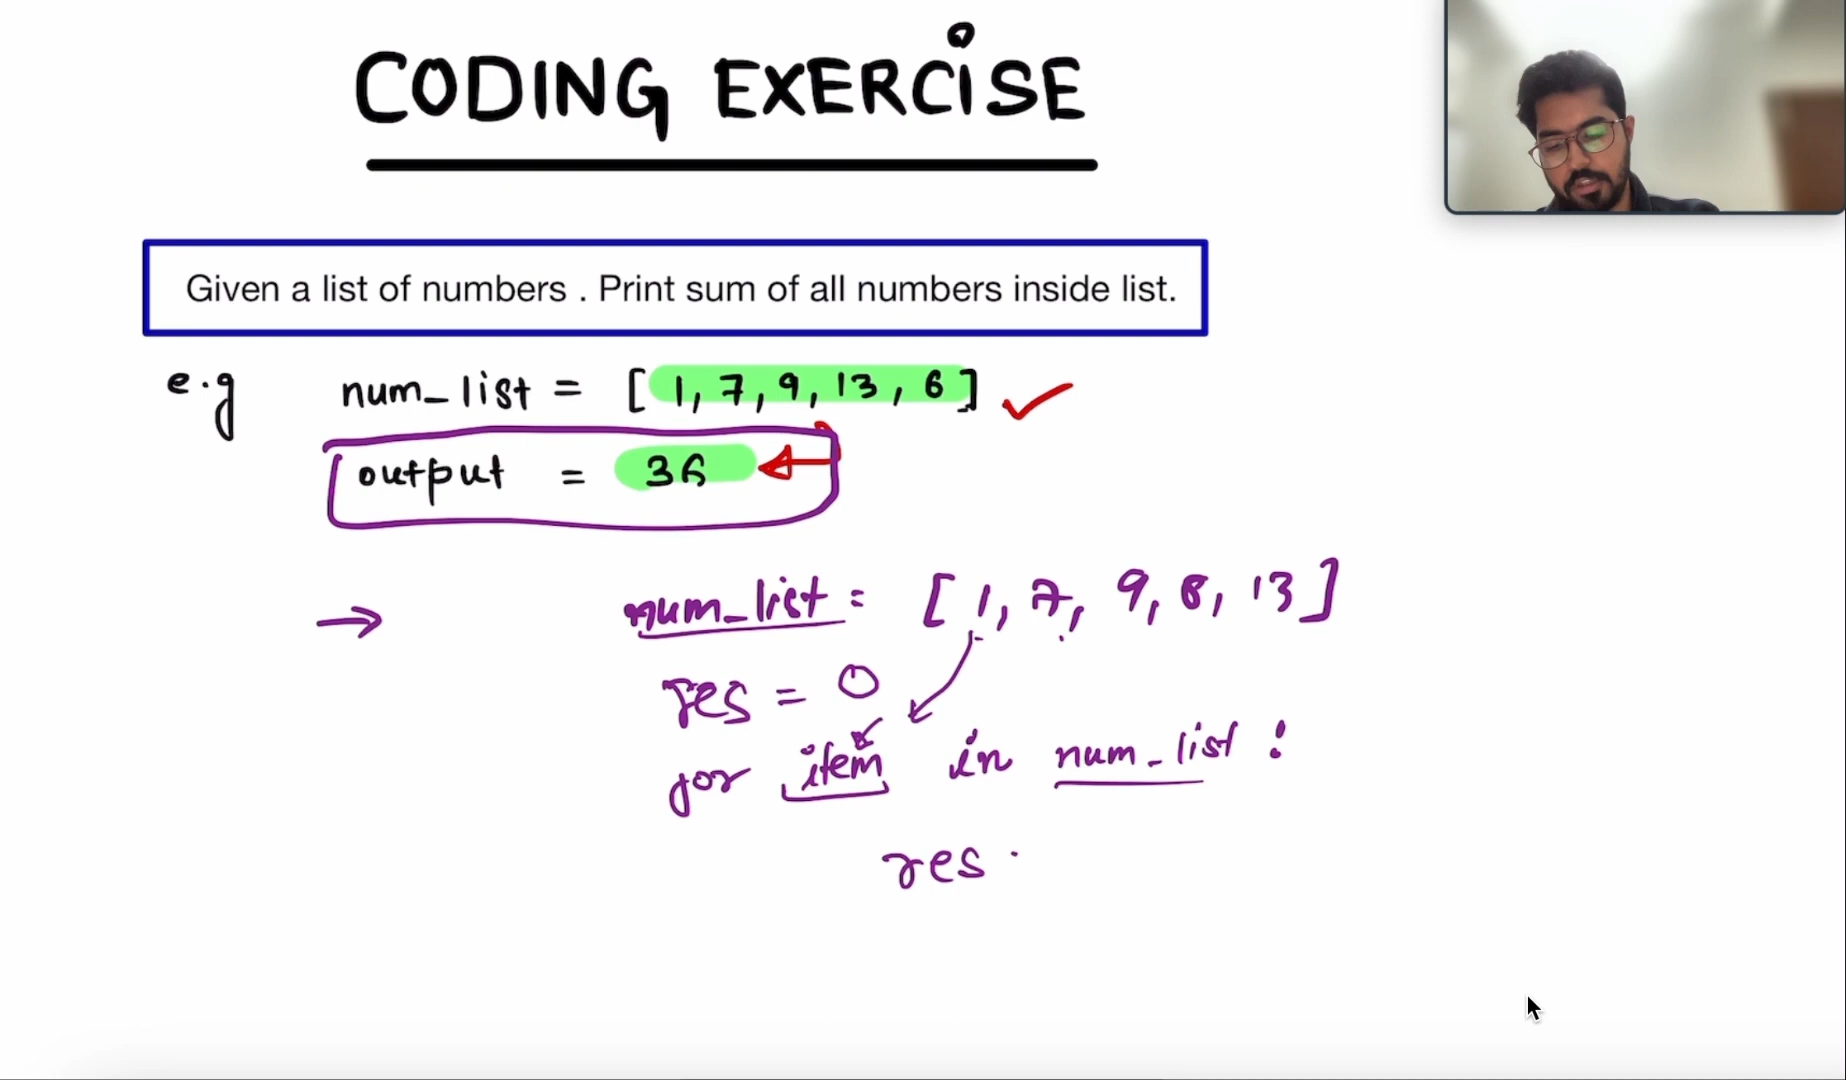 CODING EXERCiSE
Given a list of numbers . Print sum of all numbers inside list.
e.g num_list = [ 1, 7, 9, 13, 6 ]
output = 36
→ num_list = [ 1, 7, 9, 8, 13 ]
res = 0
for item in num_list :
res